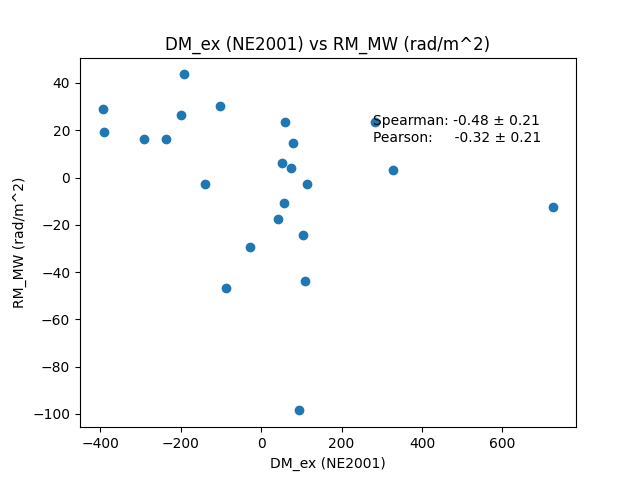 DM_ex (NE2001) vs RM_MW (rad/m^2)
Spearman: -0.48 ± 0.21
Pearson: -0.32 ± 0.21
RM_MW (rad/m^2)
40
20
0
−20
−40
−60
−80
−100
−400 −200 0 200 400 600
DM_ex (NE2001)